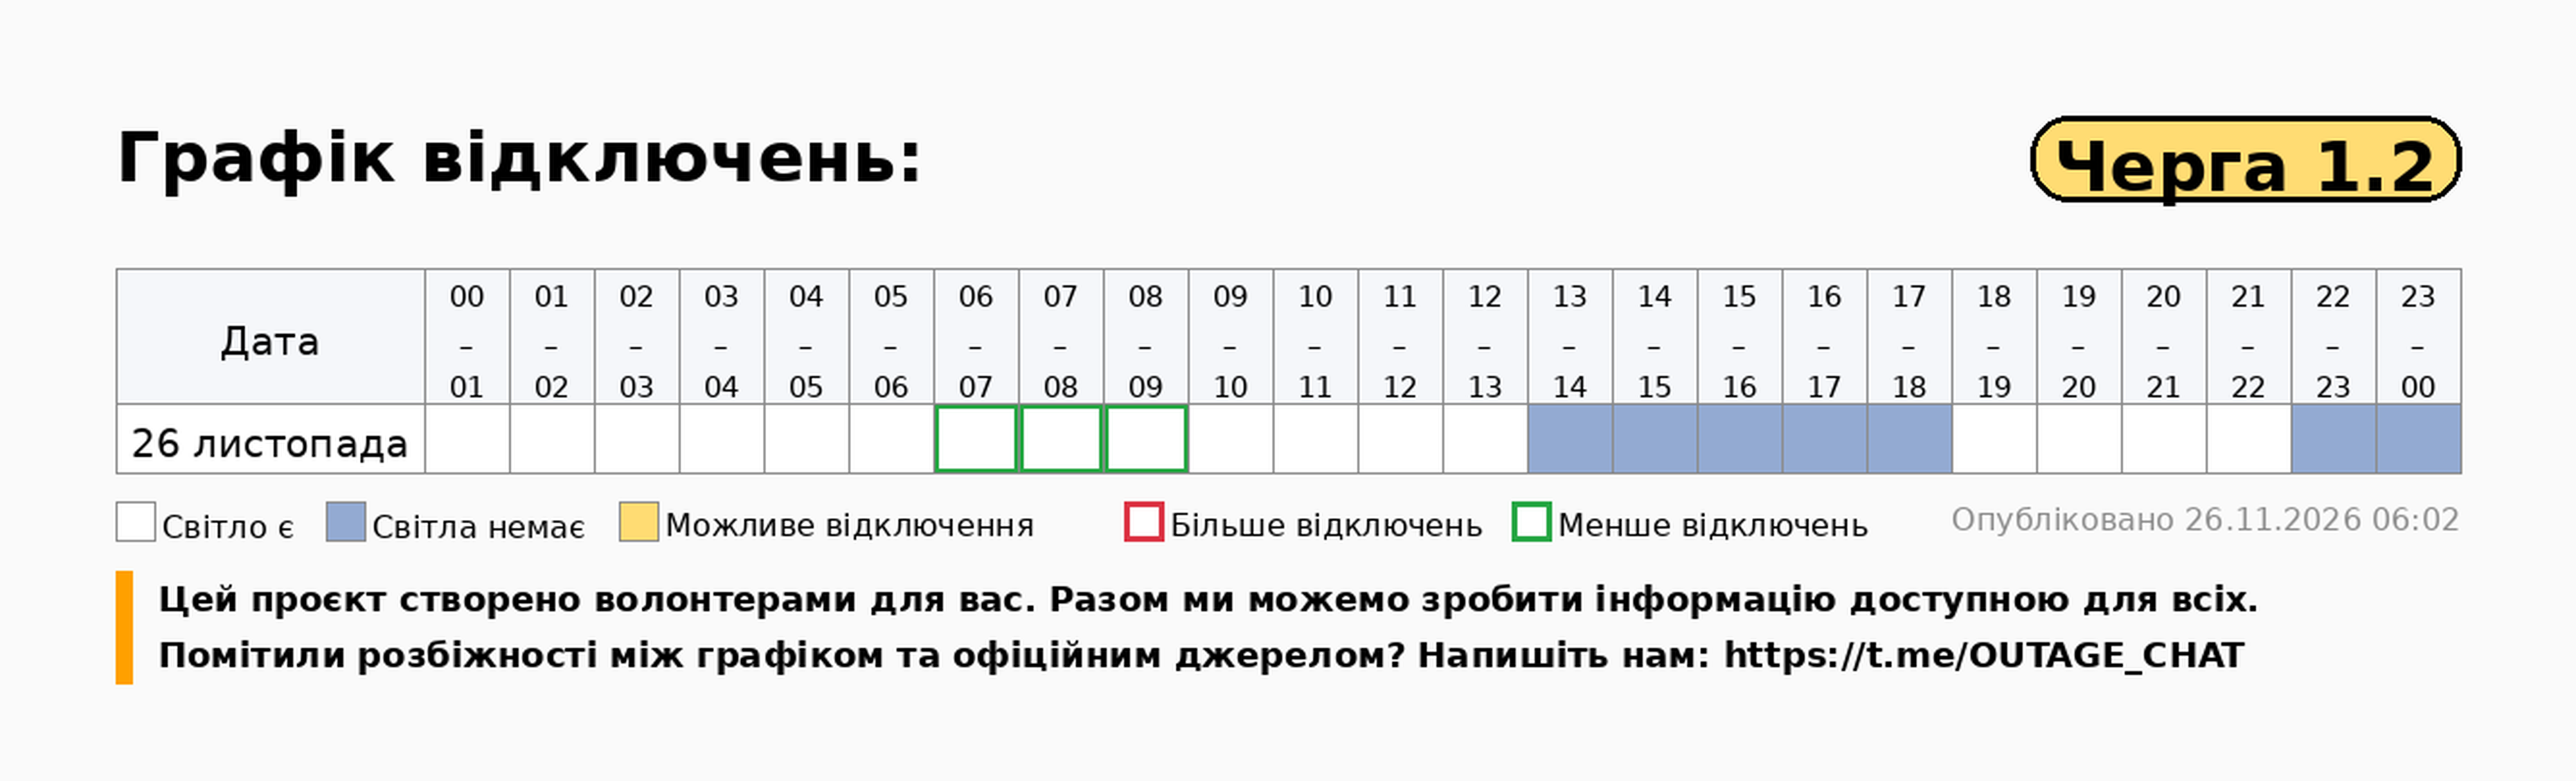 Графік відключень:
Черга 1.2
Дата
00 – 01
01 – 02
02 – 03
03 – 04
04 – 05
05 – 06
06 – 07
07 – 08
08 – 09
09 – 10
10 – 11
11 – 12
12 – 13
13 – 14
14 – 15
15 – 16
16 – 17
17 – 18
18 – 19
19 – 20
20 – 21
21 – 22
22 – 23
23 – 00
26 листопада
Світло є
Світла немає
Можливе відключення
Більше відключень
Менше відключень
Опубліковано 26.11.2026 06:02
Цей проєкт створено волонтерами для вас. Разом ми можемо зробити інформацію доступною для всіх.
Помітили розбіжності між графіком та офіційним джерелом? Напишіть нам: https://t.me/OUTAGE_CHAT